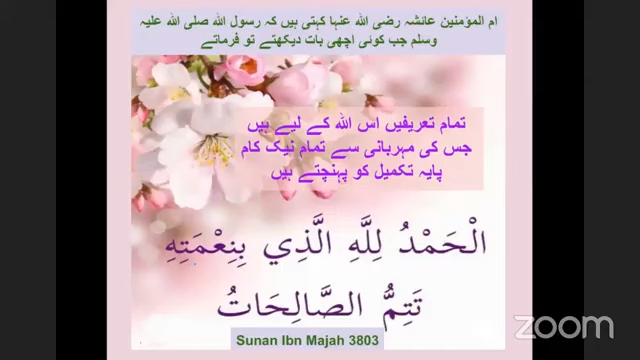 ام المؤمنین عائشہ رضی اللہ عنہا کہتی ہیں کہ رسول اللہ صلی اللہ علیہ
وسلم جب کوئی اچھی بات دیکھتے تو فرماتے
تمام تعریفیں اس اللہ کے لیے ہیں
جس کی مہربانی سے تمام نیک کام
پایہ تکمیل کو پہنچتے ہیں
الْحَمْدُ لِلَّهِ الَّذِي بِنِعْمَتِهِ
تَتِمُّ الصَّالِحَاتُ
Sunan Ibn Majah 3803
zoom